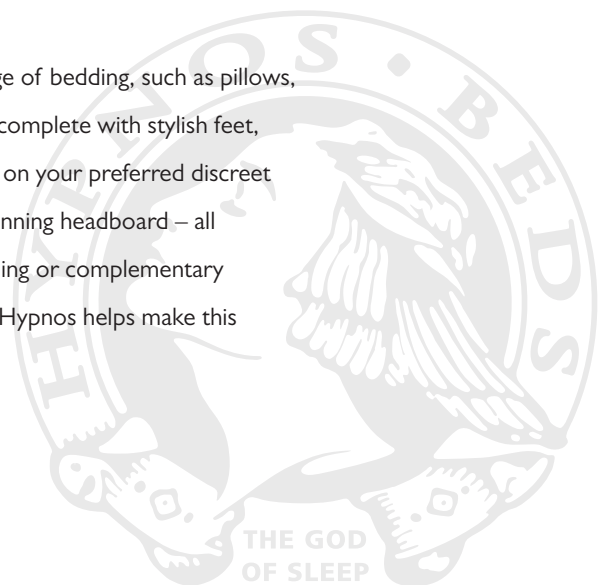 ge of bedding, such as pillows,
complete with stylish feet,
on your preferred discreet
nning headboard – all
ing or complementary
Hypnos helps make this
HYPNOS • BEDS
THE GOD
OF SLEEP